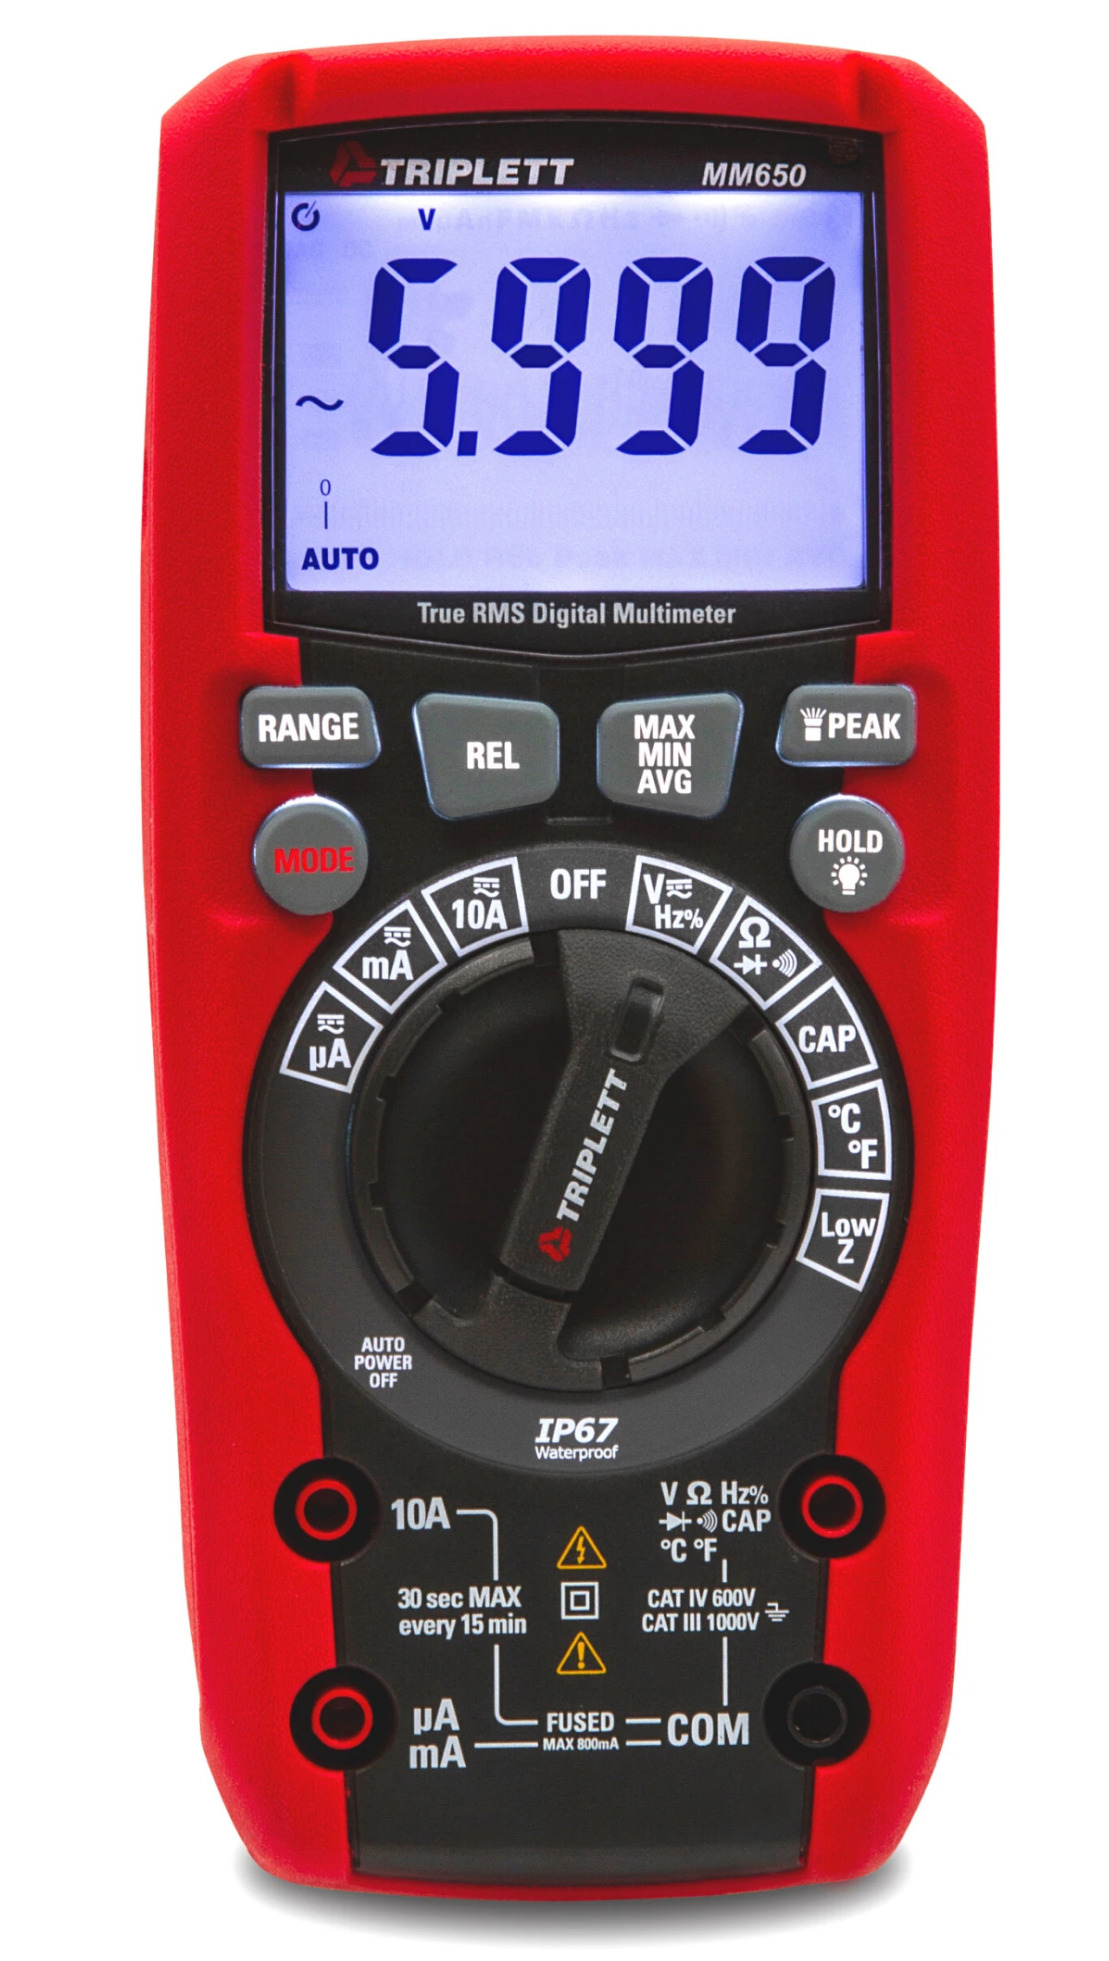 TRIPLETT MM650
V
5.999
~
0
AUTO
True RMS Digital Multimeter
RANGE
REL
MAX
MIN
AVG
PEAK
MODE
HOLD
OFF
10A
mA
µA
V
Hz%
Ω
CAP
°C
°F
Low
Z
TRIPLETT
AUTO
POWER
OFF
IP67
Waterproof
10A
30 sec MAX
every 15 min
V Ω Hz%
CAP
°C °F
CAT IV 600V
CAT III 1000V
µA
mA
FUSED
MAX 800mA
COM